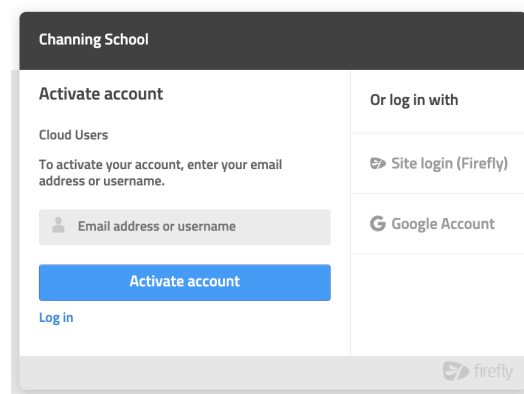 Channing School
Activate account
Cloud Users
To activate your account, enter your email
address or username.
Email address or username
Activate account
Log in
Or log in with
Site login (Firefly)
Google Account
firefly